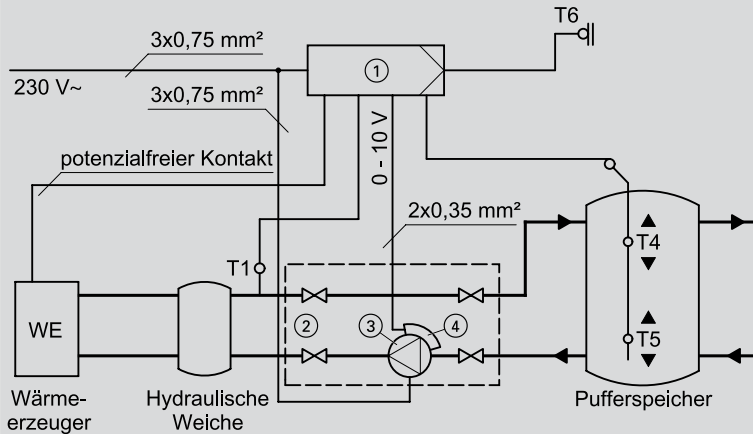 T6
3x0,75 mm²
1
230 V~
3x0,75 mm²
0 - 10 V
potenzialfreier Kontakt
2x0,35 mm²
T1
T4
2
3
4
WE
T5
Wärme-
erzeuger
Hydraulische
Weiche
Pufferspeicher